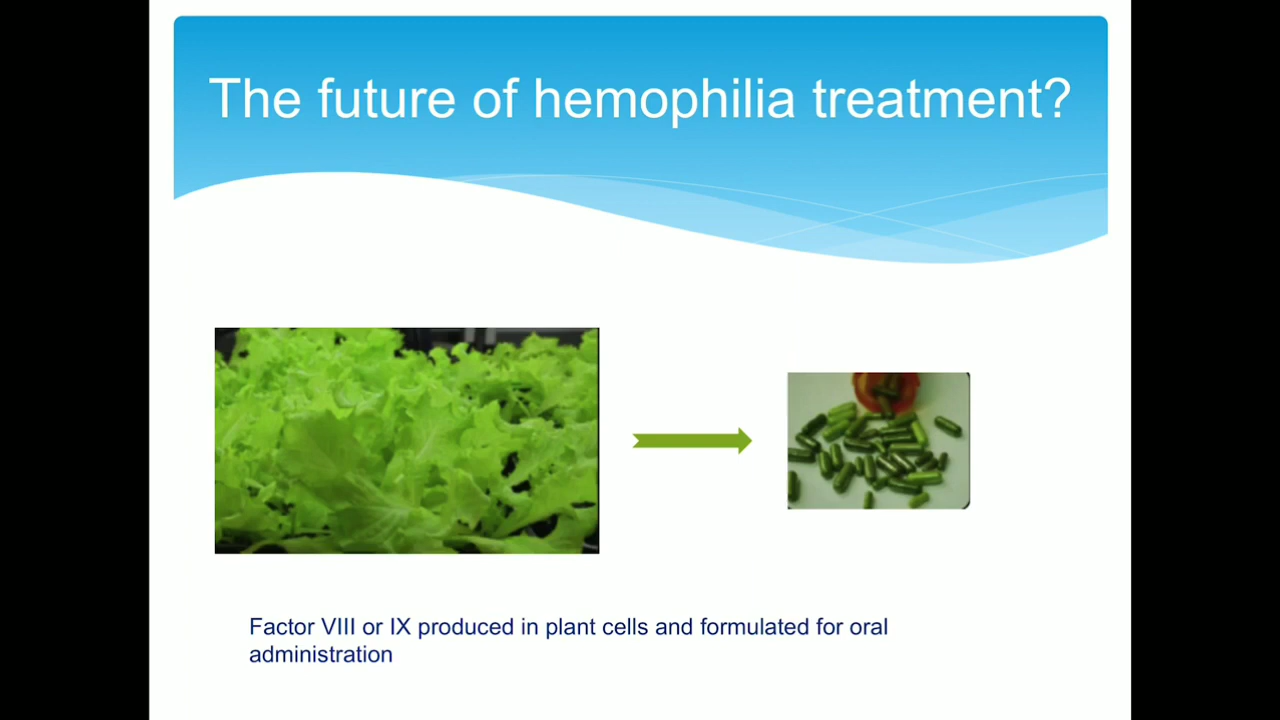 The future of hemophilia treatment?
Factor VIII or IX produced in plant cells and formulated for oral
administration